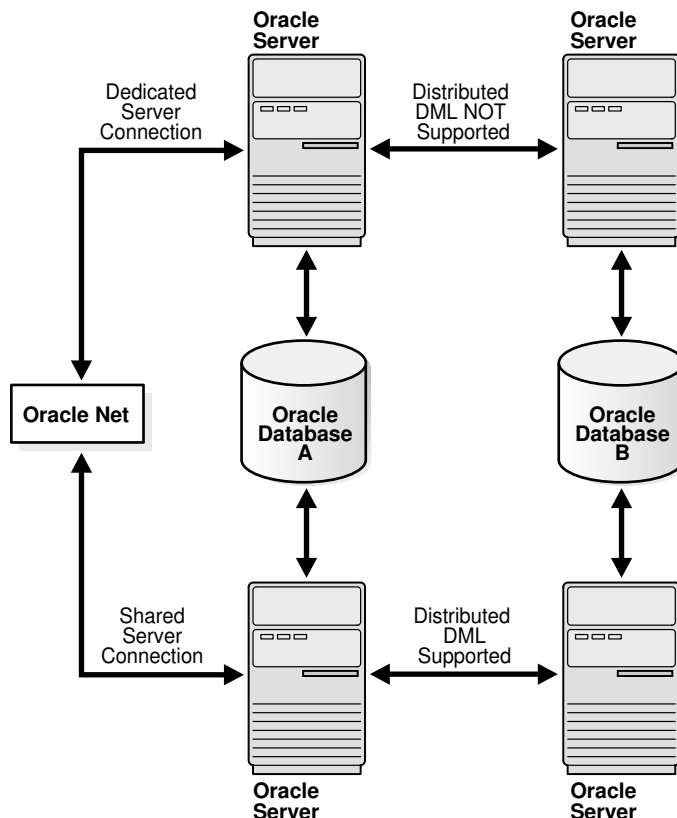 Oracle
Server
Oracle
Server
Dedicated
Server
Connection
Distributed
DML NOT
Supported
Oracle Net
Oracle
Database
A
Oracle
Database
B
Shared
Server
Connection
Distributed
DML
Supported
Oracle
Server
Oracle
Server